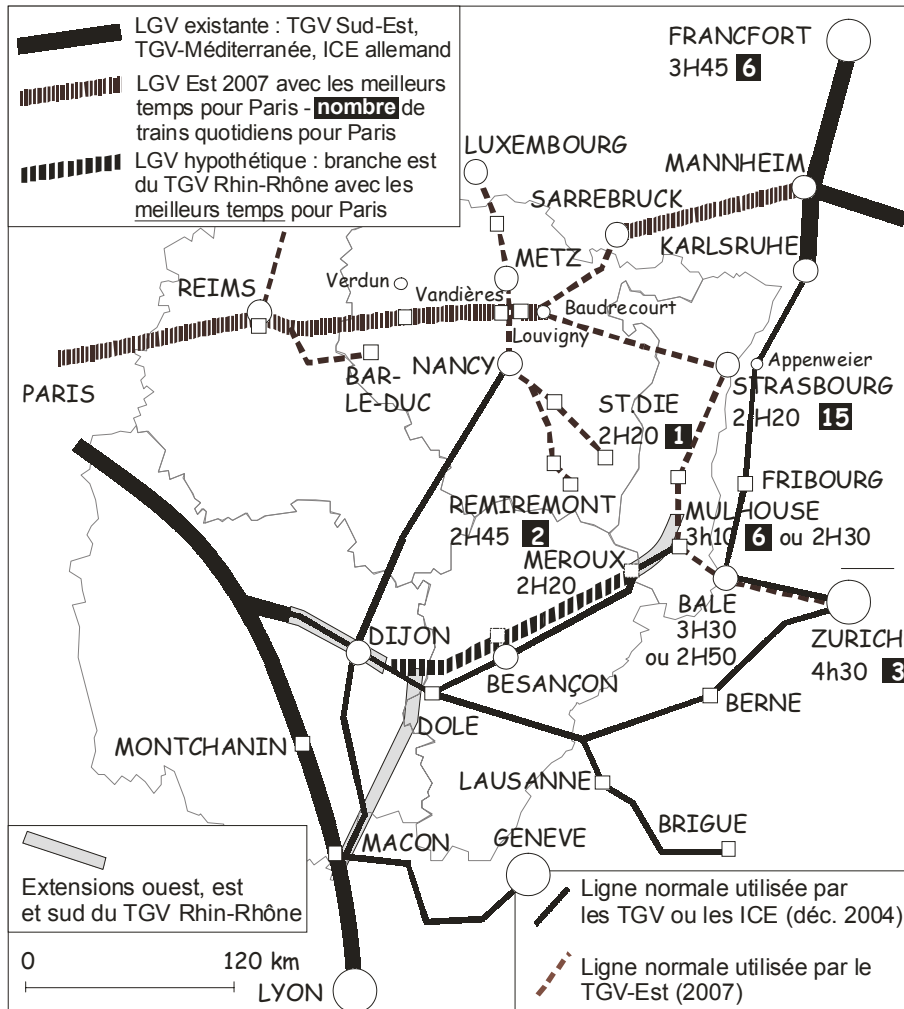 LGV existante : TGV Sud-Est,
TGV-Méditerranée, ICE allemand
LGV Est 2007 avec les meilleurs
temps pour Paris - nombre de
trains quotidiens pour Paris
LGV hypothétique : branche est
du TGV Rhin-Rhône avec les
meilleurs temps pour Paris
FRANCFORT
3H45 6
LUXEMBOURG
MANNHEIM
SARREBRUCK
KARLSRUHE
METZ
REIMS
Verdun
Vandières
Baudrecourt
Louvigny
PARIS
BAR-
LE-DUC
NANCY
Appenweier
STRASBOURG
2H20 15
ST.DIE
2H20 1
FRIBOURG
REMIREMONT
2H45 2
MULHOUSE
3h10 6 ou 2H30
MEROUX
2H20
BALE
3H30
ou 2H50
ZURICH
4h30 3
DIJON
BESANÇON
BERNE
DOLE
MONTCHANIN
LAUSANNE
BRIGUE
MACON
GENEVE
Extensions ouest, est
et sud du TGV Rhin-Rhône
0 120 km
LYON
Ligne normale utilisée par
les TGV ou les ICE (déc. 2004)
Ligne normale utilisée par le
TGV-Est (2007)